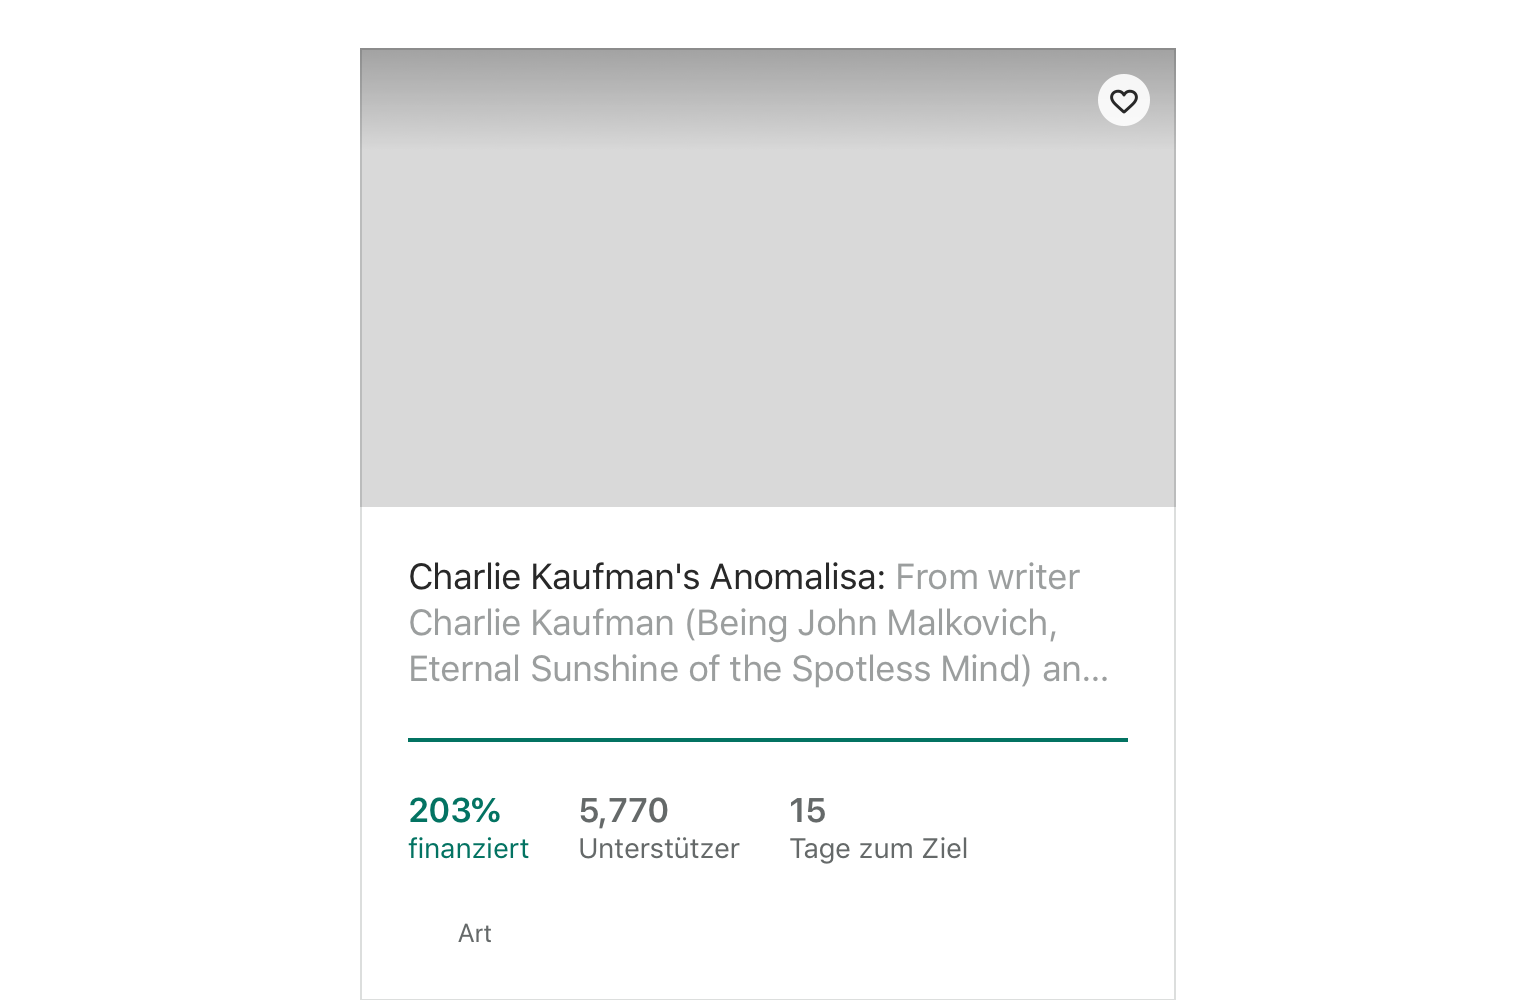 Charlie Kaufman's Anomalisa: From writer
Charlie Kaufman (Being John Malkovich,
Eternal Sunshine of the Spotless Mind) an…
203% 5,770 15
finanziert Unterstützer Tage zum Ziel
Art